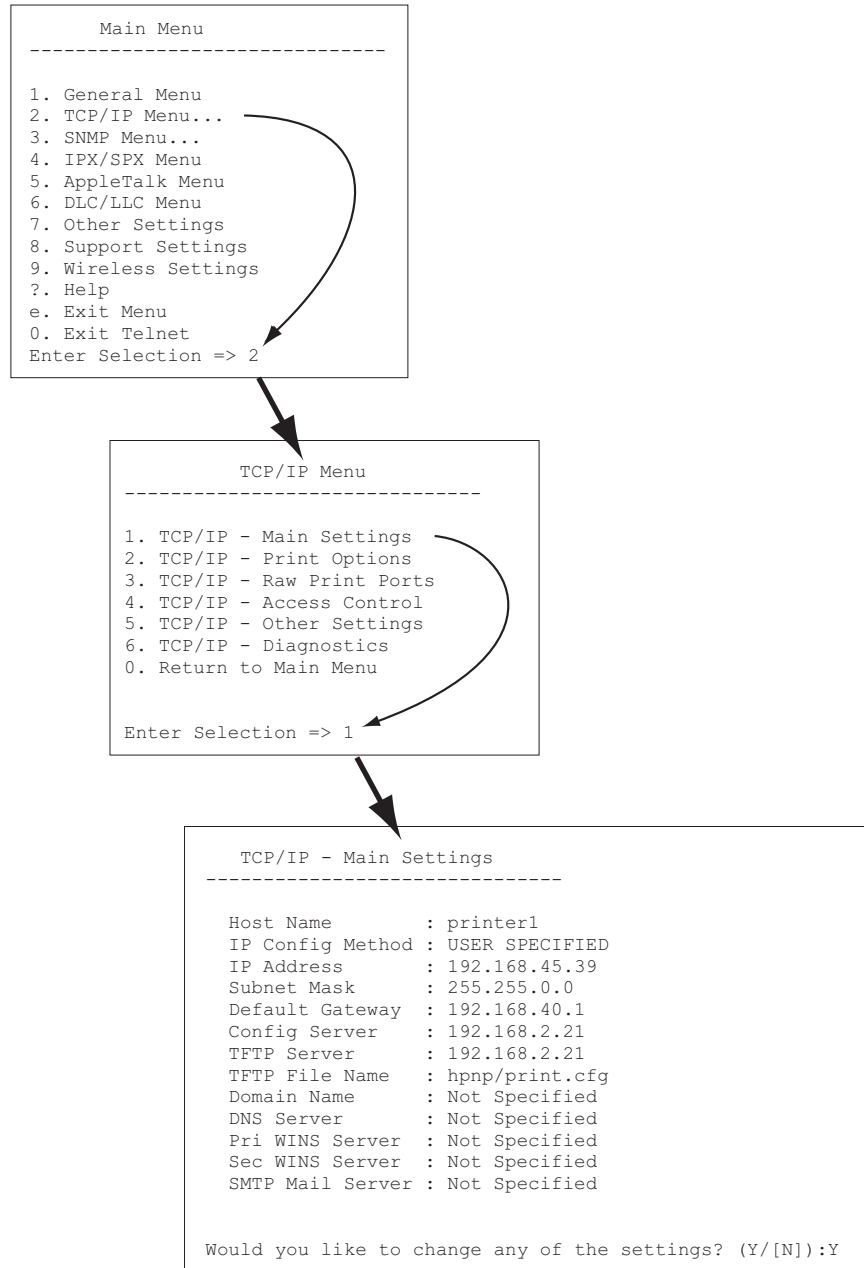 Main Menu
-------------------------------
1. General Menu
2. TCP/IP Menu...
3. SNMP Menu...
4. IPX/SPX Menu
5. AppleTalk Menu
6. DLC/LLC Menu
7. Other Settings
8. Support Settings
9. Wireless Settings
?. Help
e. Exit Menu
0. Exit Telnet
Enter Selection => 2
TCP/IP Menu
-------------------------------
1. TCP/IP - Main Settings
2. TCP/IP - Print Options
3. TCP/IP - Raw Print Ports
4. TCP/IP - Access Control
5. TCP/IP - Other Settings
6. TCP/IP - Diagnostics
0. Return to Main Menu
Enter Selection => 1
TCP/IP - Main Settings
-------------------------------
Host Name : printer1
IP Config Method : USER SPECIFIED
IP Address : 192.168.45.39
Subnet Mask : 255.255.0.0
Default Gateway : 192.168.40.1
Config Server : 192.168.2.21
TFTP Server : 192.168.2.21
TFTP File Name : hpnp/print.cfg
Domain Name : Not Specified
DNS Server : Not Specified
Pri WINS Server : Not Specified
Sec WINS Server : Not Specified
SMTP Mail Server : Not Specified
Would you like to change any of the settings? (Y/[N]):Y